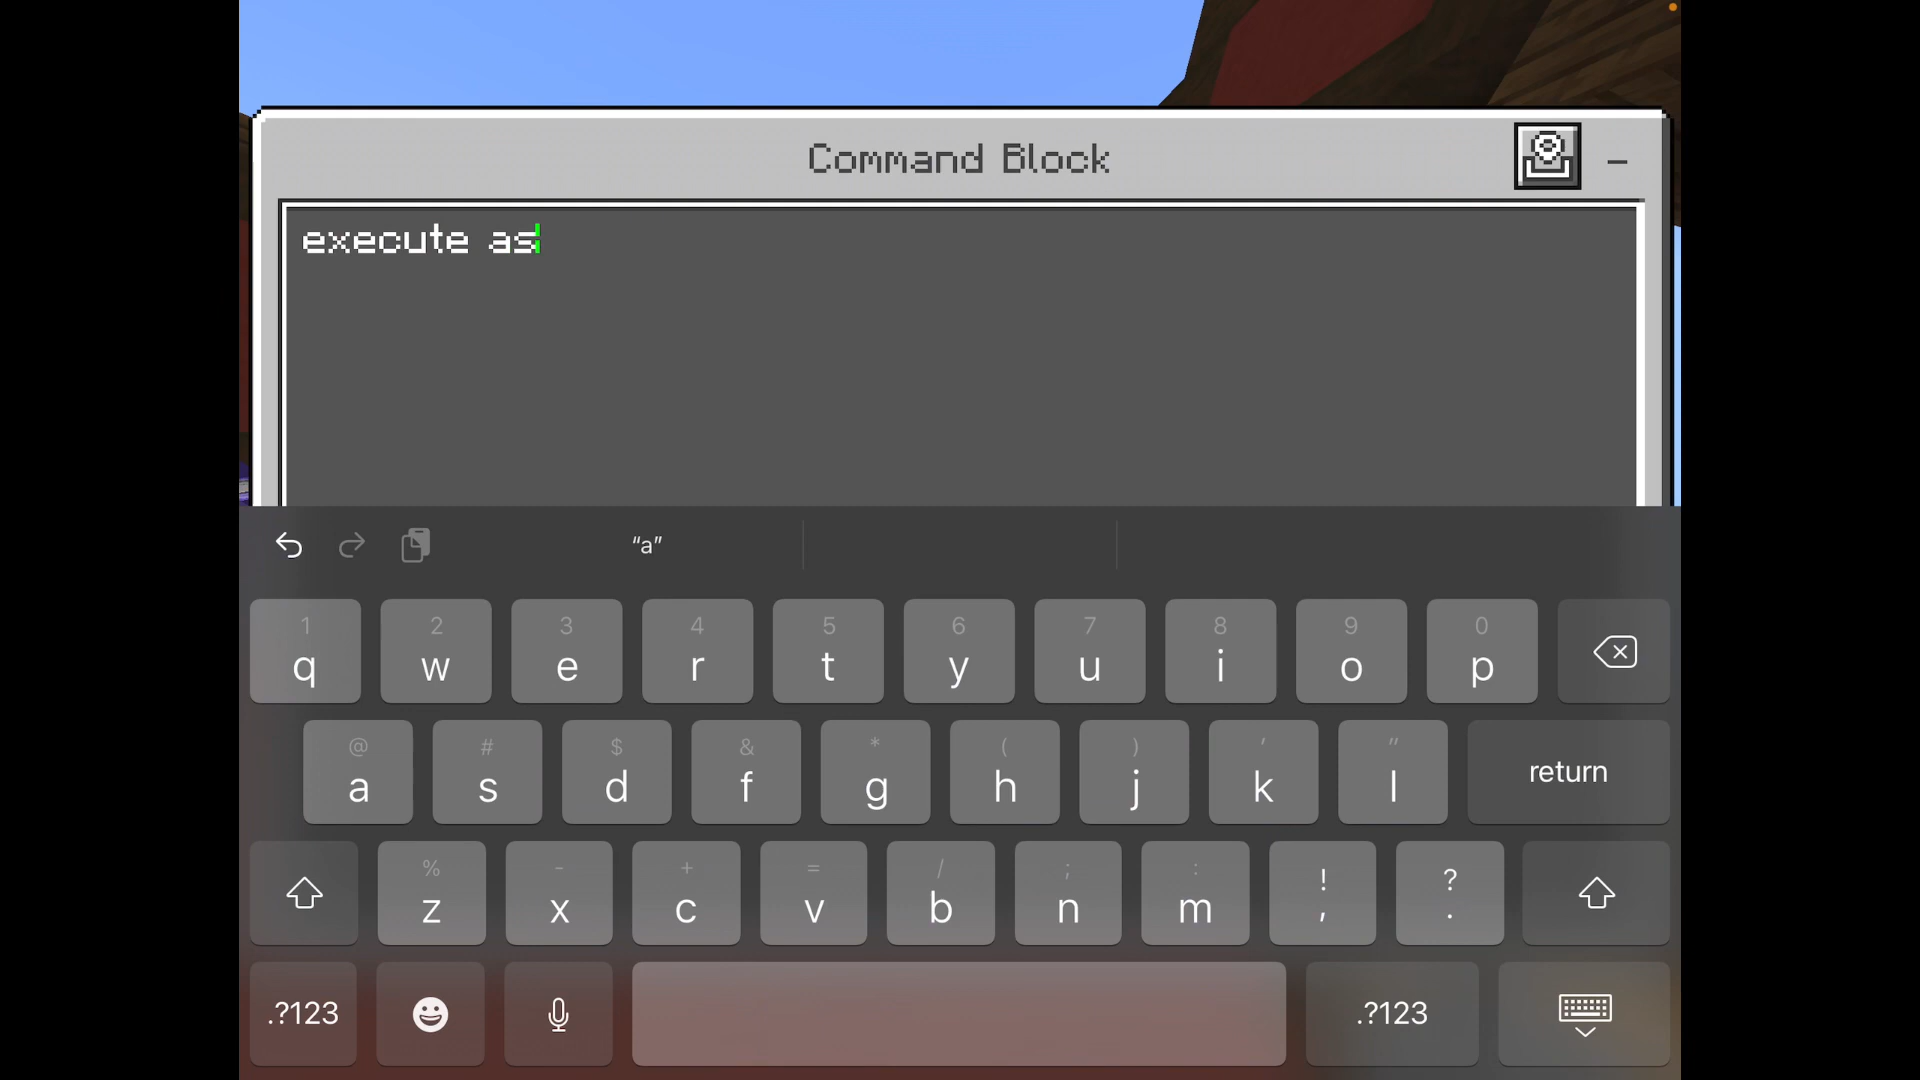 Command Block
execute as
"a"
1 2 3 4 5 6 7 8 9 0
q w e r t y u i o p
@ # $ & * ( ) ' "
a s d f g h j k l return
% - + = / ; : ! ?
z x c v b n m , .
.?123 .?123